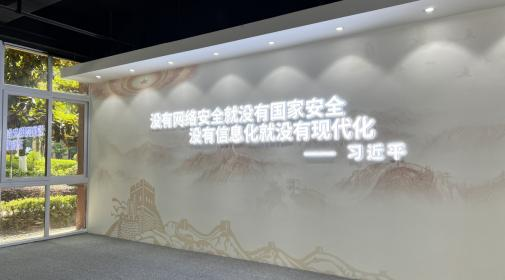 没有网络安全就没有国家安全
没有信息化就没有现代化
—— 习近平